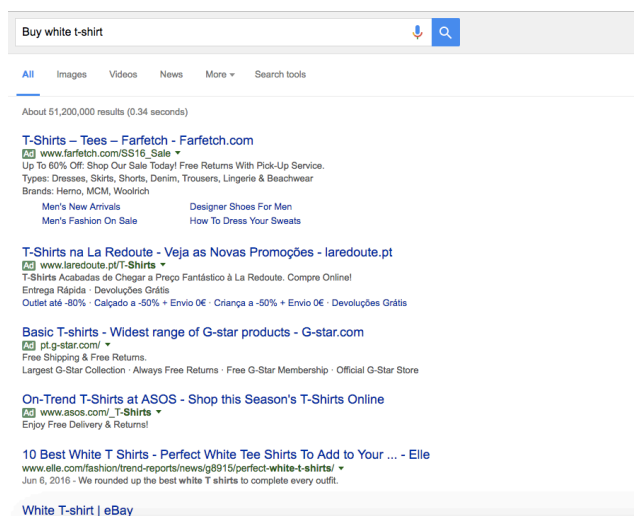 Buy white t-shirt
All Images Videos News More Search tools
About 51,200,000 results (0.34 seconds)
T-Shirts – Tees – Farfetch - Farfetch.com
Ad www.farfetch.com/SS16_Sale
Up To 60% Off: Shop Our Sale Today! Free Returns With Pick-Up Service.
Types: Dresses, Skirts, Shorts, Denim, Trousers, Lingerie & Beachwear
Brands: Herno, MCM, Woolrich
Men's New Arrivals Designer Shoes For Men
Men's Fashion On Sale How To Dress Your Sweats
T-Shirts na La Redoute - Veja as Novas Promoções - laredoute.pt
Ad www.laredoute.pt/T-Shirts
T-Shirts Acabadas de Chegar a Preço Fantástico à La Redoute. Compre Online!
Entrega Rápida · Devoluções Grátis
Outlet até -80% · Calçado a -50% + Envio 0€ · Criança a -50% + Envio 0€ · Devoluções Grátis
Basic T-shirts - Widest range of G-star products - G-star.com
Ad pt.g-star.com/
Free Shipping & Free Returns.
Largest G-Star Collection · Always Free Returns · Free G-Star Membership · Official G-Star Store
On-Trend T-Shirts at ASOS - Shop this Season's T-Shirts Online
Ad www.asos.com/_T-Shirts
Enjoy Free Delivery & Returns!
10 Best White T Shirts - Perfect White Tee Shirts To Add to Your ... - Elle
www.elle.com/fashion/trend-reports/news/g8915/perfect-white-t-shirts/
Jun 6, 2016 - We rounded up the best white T shirts to complete every outfit.
White T-shirt | eBay